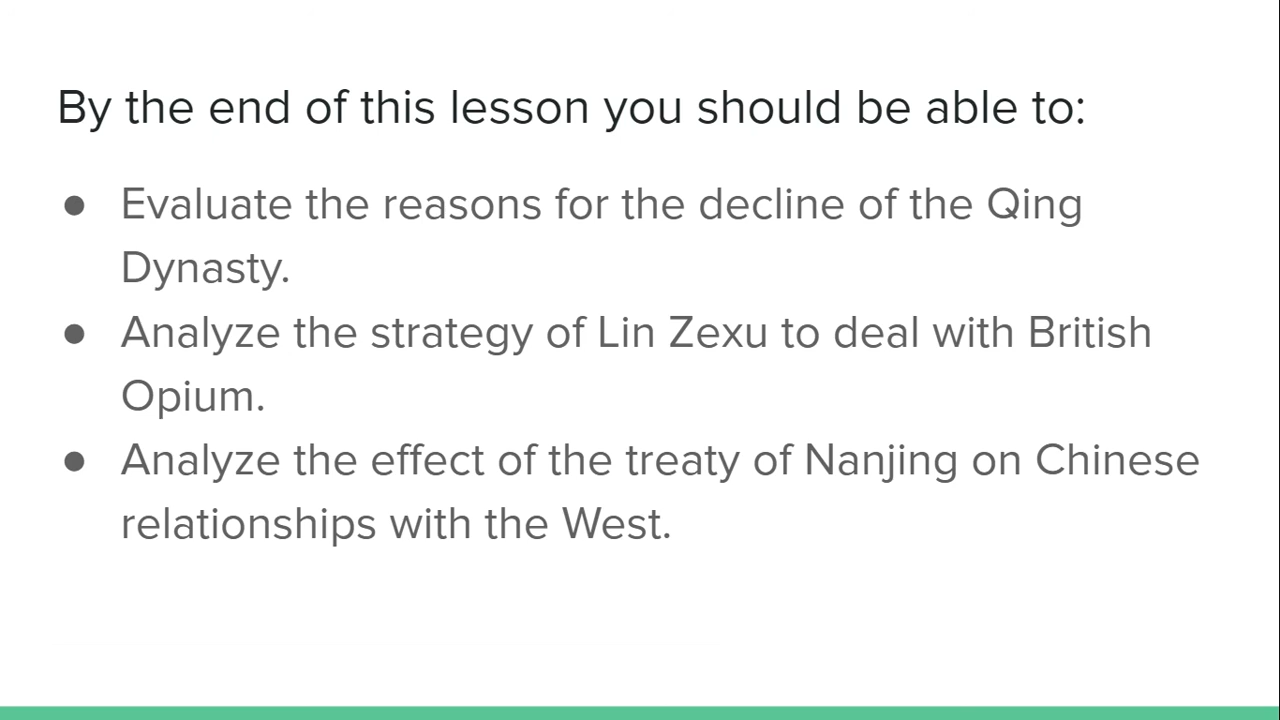 By the end of this lesson you should be able to:
● Evaluate the reasons for the decline of the Qing
Dynasty.
● Analyze the strategy of Lin Zexu to deal with British
Opium.
● Analyze the effect of the treaty of Nanjing on Chinese
relationships with the West.